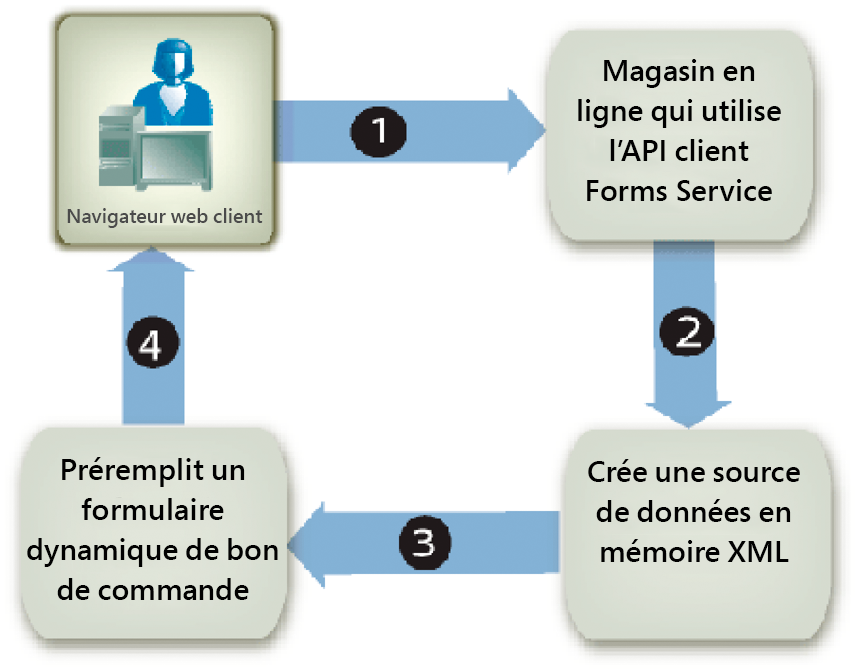 Navigateur web client
1
Magasin en
ligne qui utilise
l’API client
Forms Service
2
Crée une source
de données en
mémoire XML
3
Préremplit un
formulaire
dynamique de bon
de commande
4